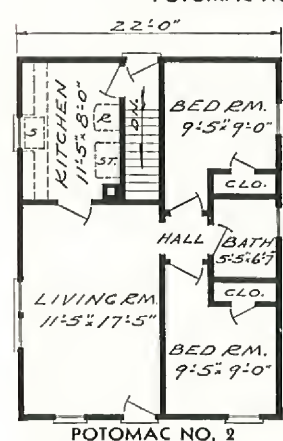 22'-0"
KITCHEN
11'-5"x8'-0"
S
R
ST.
DN.
BED RM.
9'-5"x9'-0"
CLO.
HALL
BATH
5'-5"x6'-7"
CLO.
LIVING RM.
11'-5"x17'-5"
BED RM.
9'-5"x9'-0"
POTOMAC NO. 2